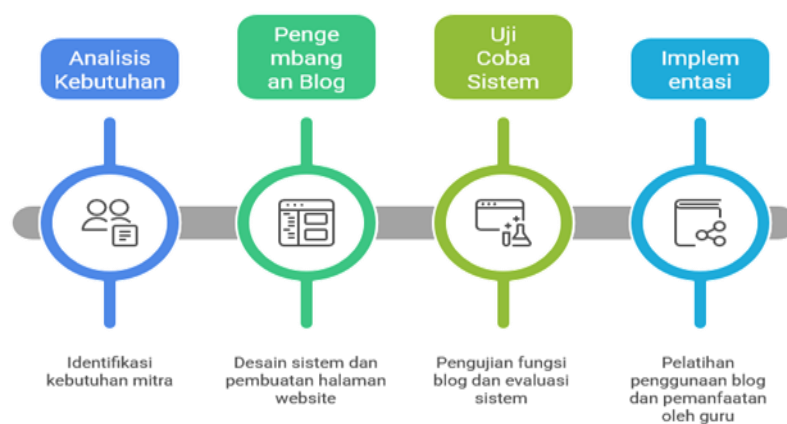 Analisis
Kebutuhan
Penge
mbang
an Blog
Uji
Coba
Sistem
Implem
entasi
Identifikasi
kebutuhan mitra
Desain sistem dan
pembuatan halaman
website
Pengujian fungsi
blog dan evaluasi
sistem
Pelatihan
penggunaan blog
dan pemanfaatan
oleh guru